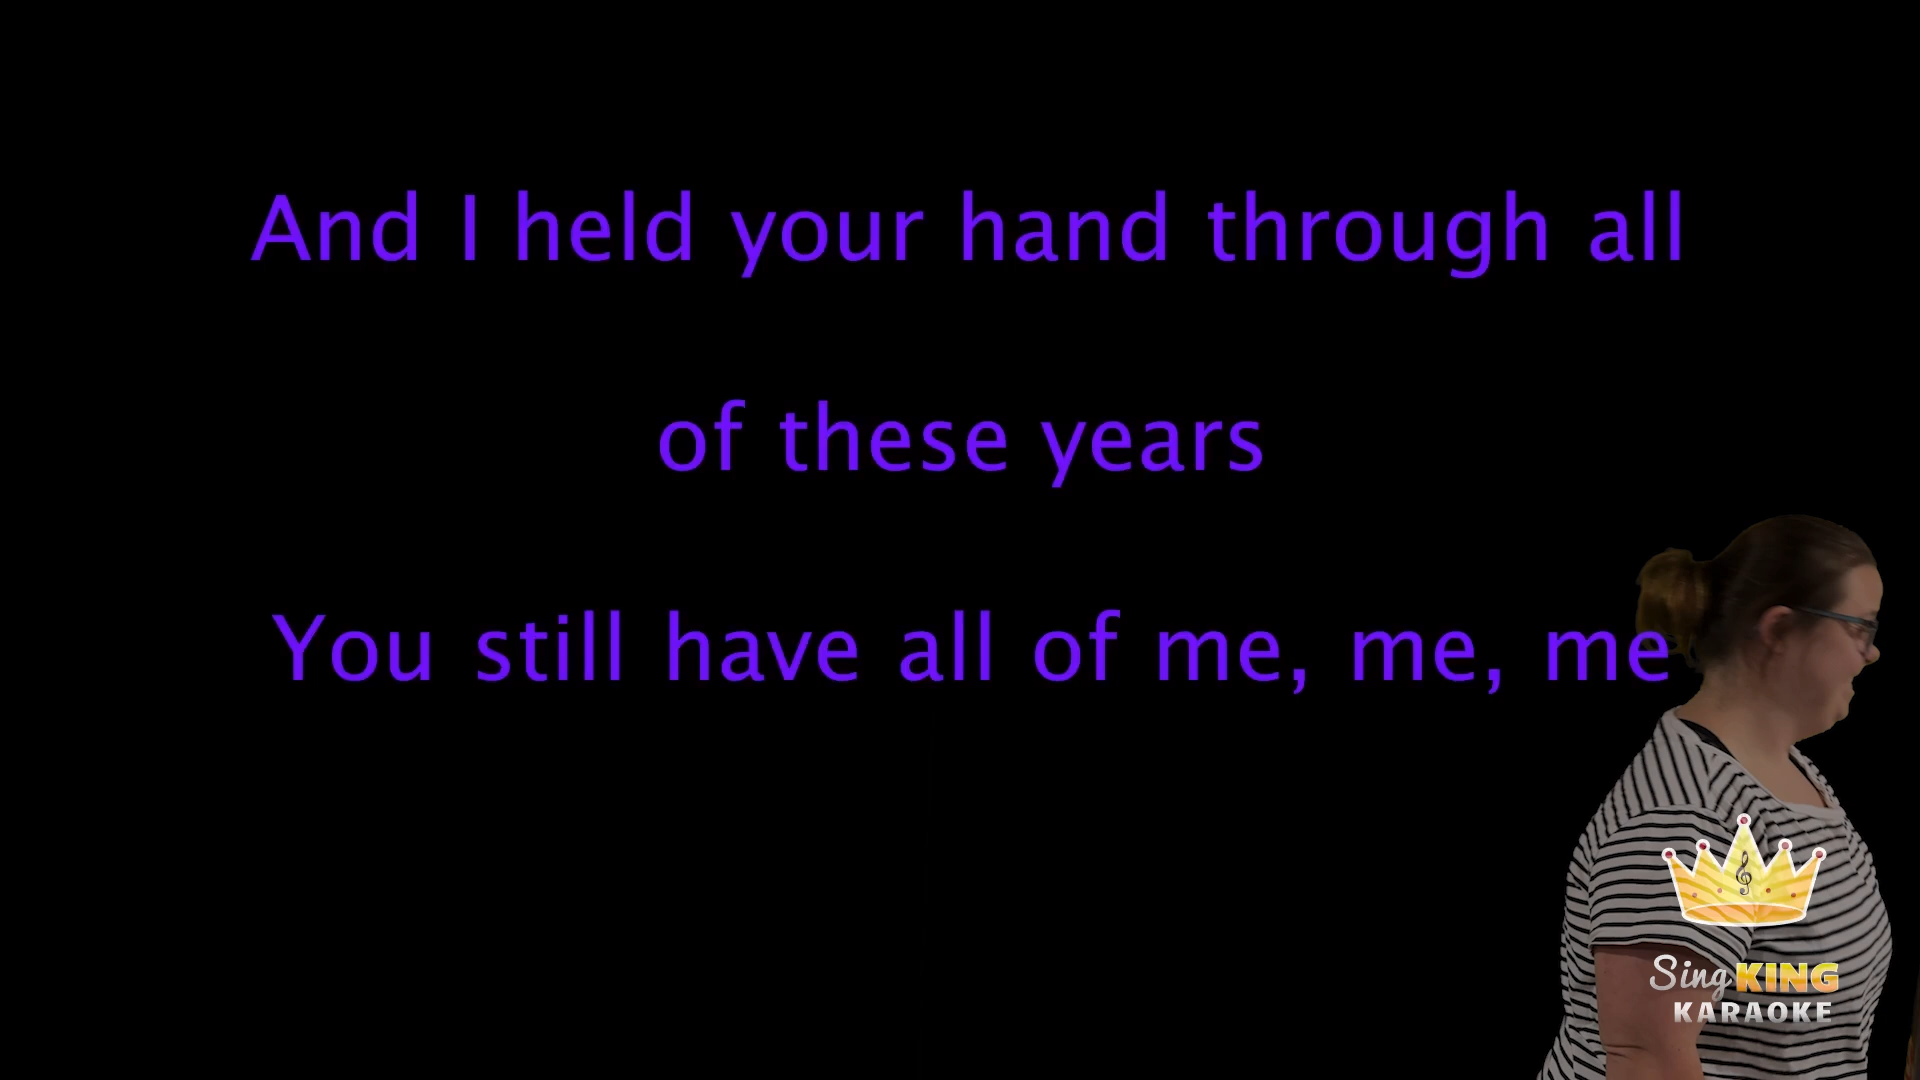 And I held your hand through all
of these years
You still have all of me, me, me
Sing KING
KARAOKE